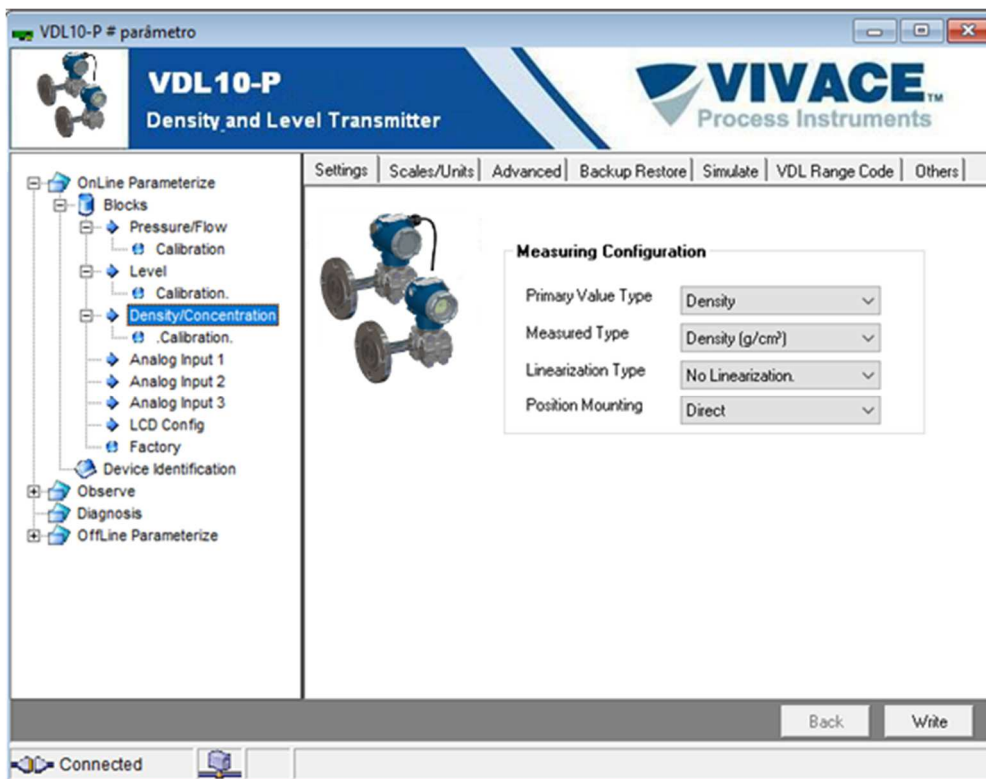 VDL10-P # parâmetro
VDL10-P
Density and Level Transmitter
VIVACE TM
Process Instruments
OnLine Parameterize
Blocks
Pressure/Flow
Calibration
Level
Calibration.
Density/Concentration
.Calibration.
Analog Input 1
Analog Input 2
Analog Input 3
LCD Config
Factory
Device Identification
Observe
Diagnosis
OffLine Parameterize
Settings Scales/Units Advanced Backup Restore Simulate VDL Range Code Others
Measuring Configuration
Primary Value Type Density
Measured Type Density (g/cm³)
Linearization Type No Linearization.
Position Mounting Direct
Back Write
Connected